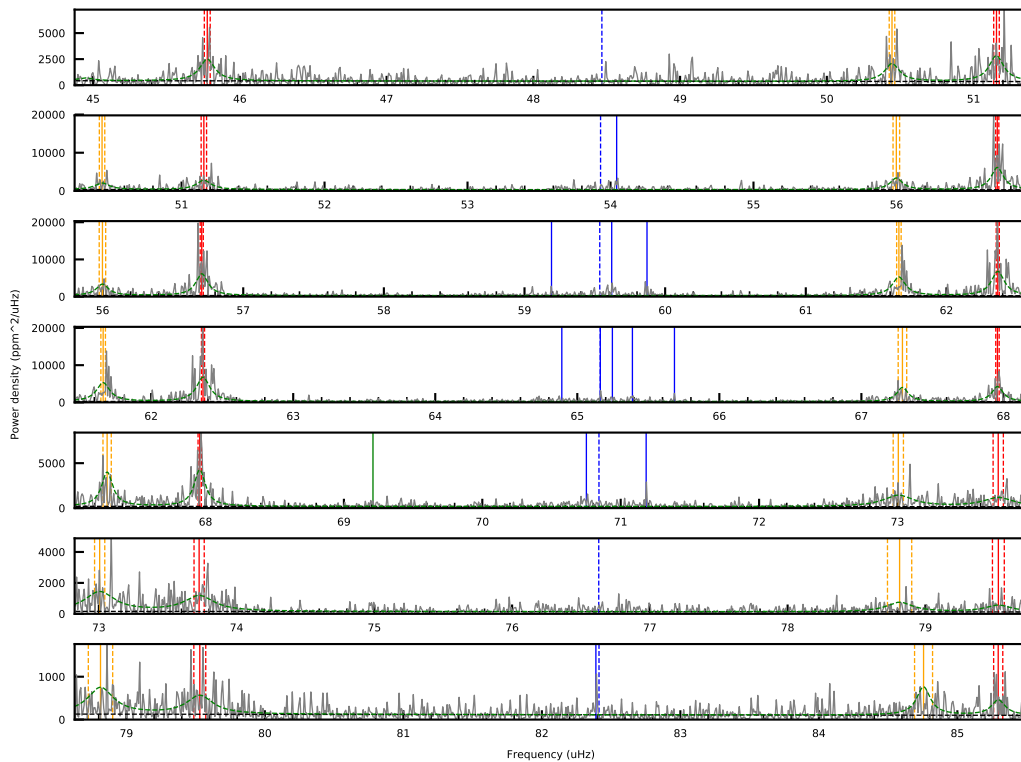 5000
2500
0
45 46 47 48 49 50 51
20000
10000
0
51 52 53 54 55 56
20000
10000
0
56 57 58 59 60 61 62
20000
10000
0
62 63 64 65 66 67 68
Power density (ppm^2/uHz)
5000
0
68 69 70 71 72 73
4000
2000
0
73 74 75 76 77 78 79
1000
0
79 80 81 82 83 84 85
Frequency (uHz)